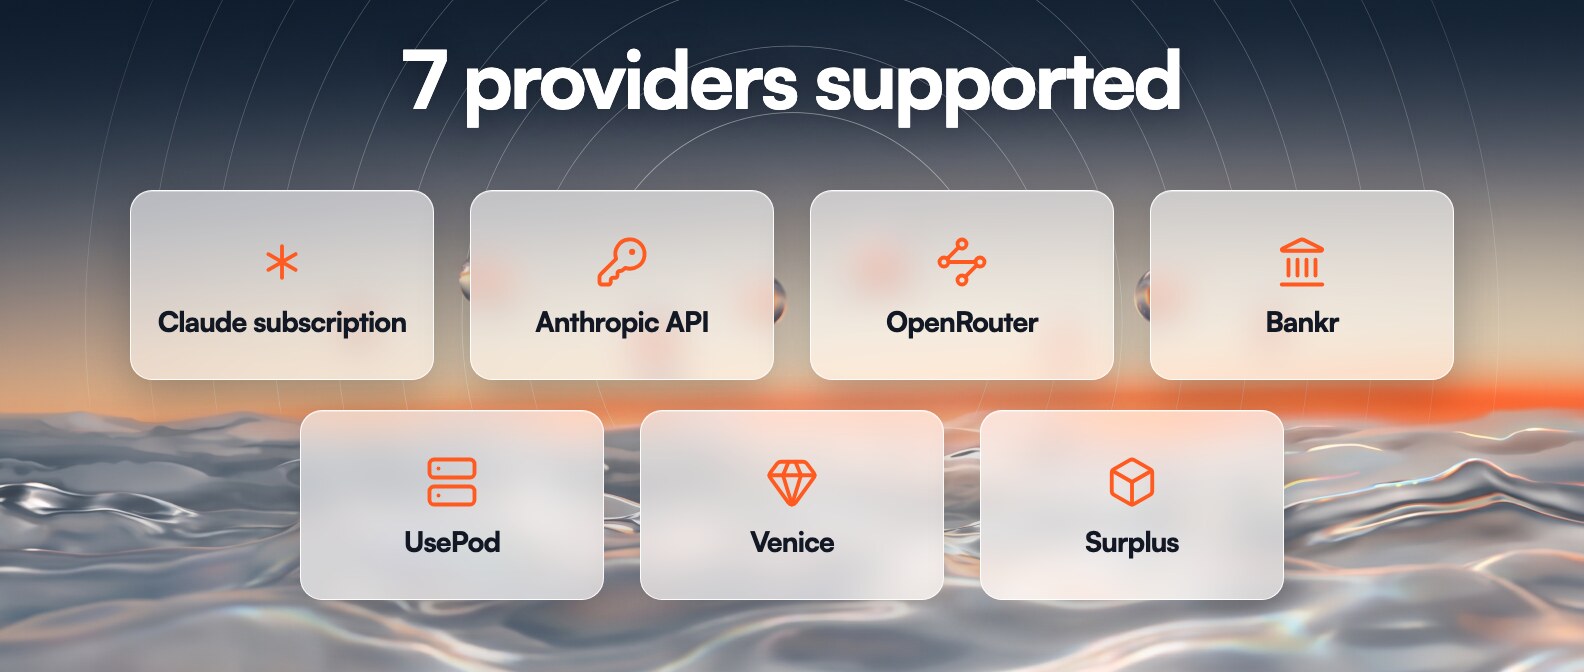 7 providers supported
Claude subscription
Anthropic API
OpenRouter
Bankr
UsePod
Venice
Surplus